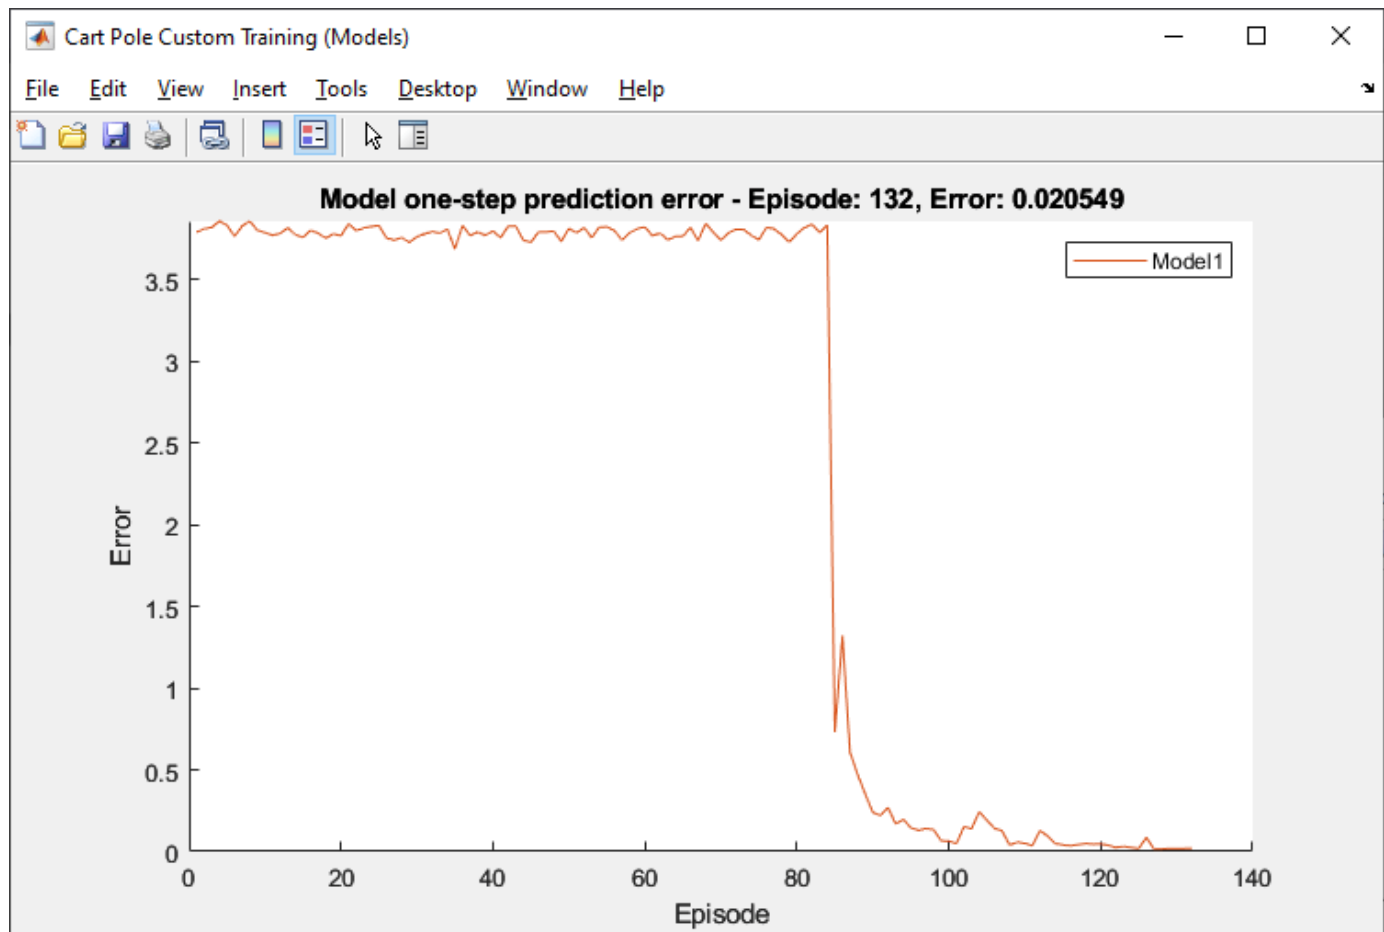 Cart Pole Custom Training (Models)
File Edit View Insert Tools Desktop Window Help
Model one-step prediction error - Episode: 132, Error: 0.020549
Model1
3.5
3
2.5
2
1.5
1
0.5
0
Error
0 20 40 60 80 100 120 140
Episode